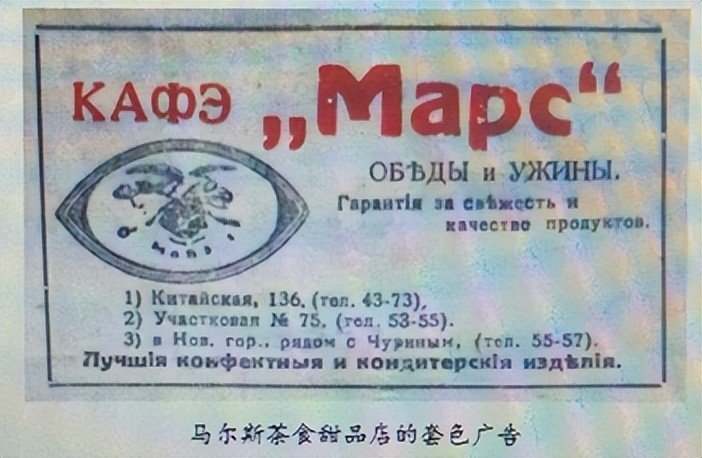 КАФЭ „Марс“
ОБѢДЫ и УЖИНЫ.
Гарантія за свѣжесть и
качество продуктов.
Марс
1) Китайская, 136, (тел. 43-73),
2) Участковая № 75, (тел. 53-55).
3) в Нов. гор., рядом с Чуриным, (тел. 55-57).
Лучшія конфектныя и кондитерскія издѣлія.
马尔斯茶食甜品店的套色广告